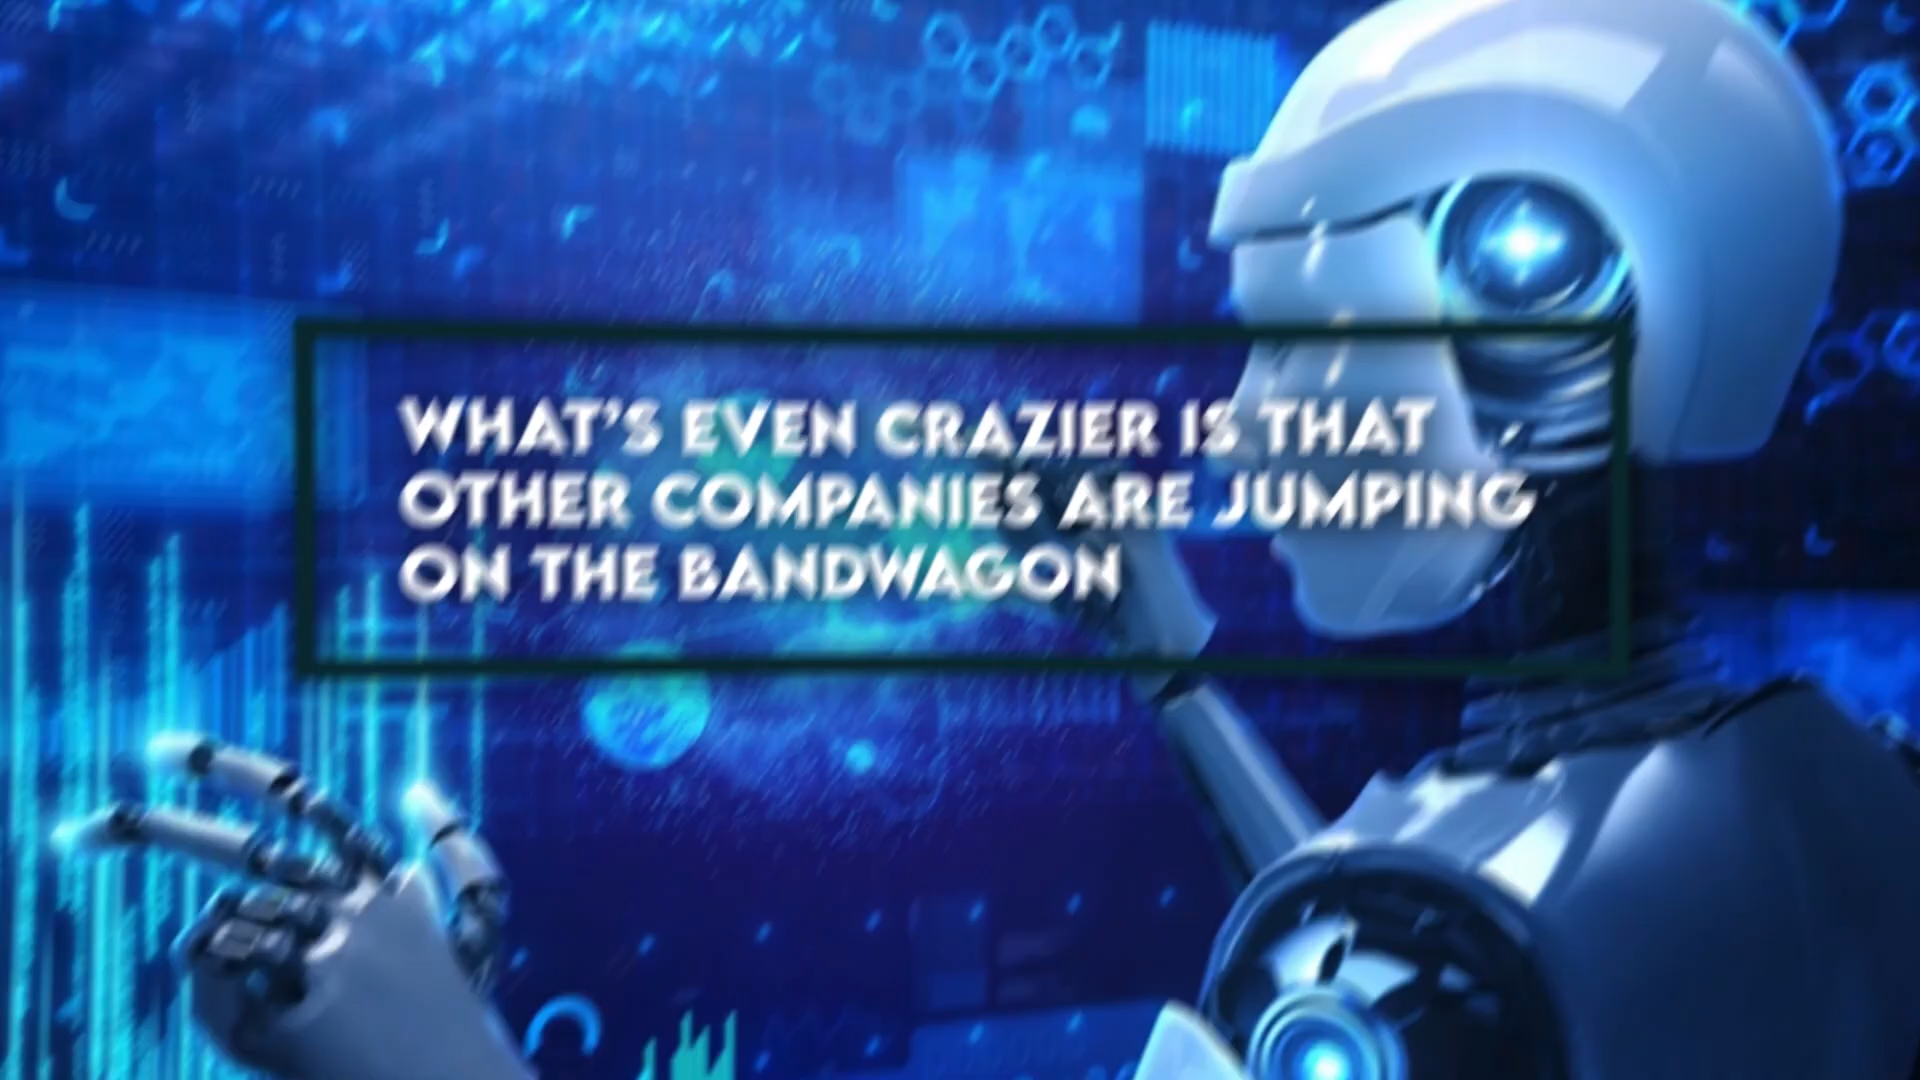 WHAT'S EVEN CRAZIER IS THAT
OTHER COMPANIES ARE JUMPING
ON THE BANDWAGON